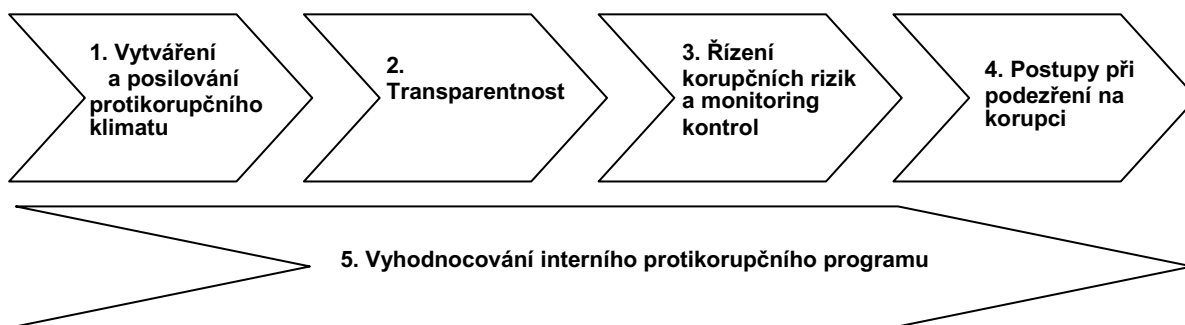 1. Vytváření
a posilování
protikorupčního
klimatu
2.
Transparentnost
3. Řízení
korupčních rizik
a monitoring
kontrol
4. Postupy při
podezření na
korupci
5. Vyhodnocování interního protikorupčního programu